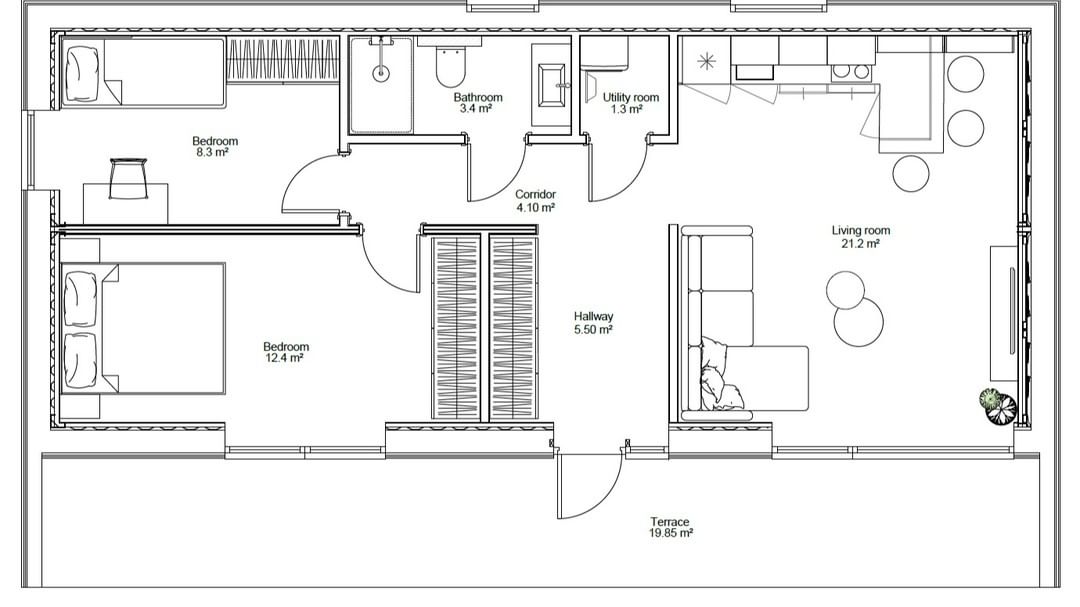 Bathroom
3.4 m²
Utility room
1.3 m²
Bedroom
8.3 m²
Corridor
4.10 m²
Living room
21.2 m²
Hallway
5.50 m²
Bedroom
12.4 m²
Terrace
19.85 m²